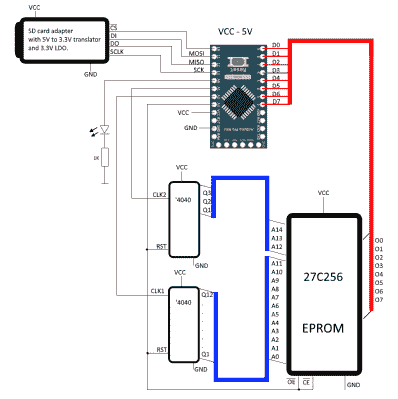 VCC
SD card adapter
with 5V to 3.3V translator
and 3.3V LDO.
CS
DI
DO
SCLK
GND
VCC - 5V
MOSI
MISO
SCK
VCC
GND
D0
D1
D2
D3
D4
D5
D6
D7
1K
VCC
CLK2
'4040
Q3
Q2
Q1
RST
GND
VCC
CLK1
'4040
Q12
Q1
RST
GND
VCC
A14
A13
A12
A11
A10
A9
A8
A7
A6
A5
A4
A3
A2
A1
A0
27C256
EPROM
O0
O1
O2
O3
O4
O5
O6
O7
OE
CE
GND